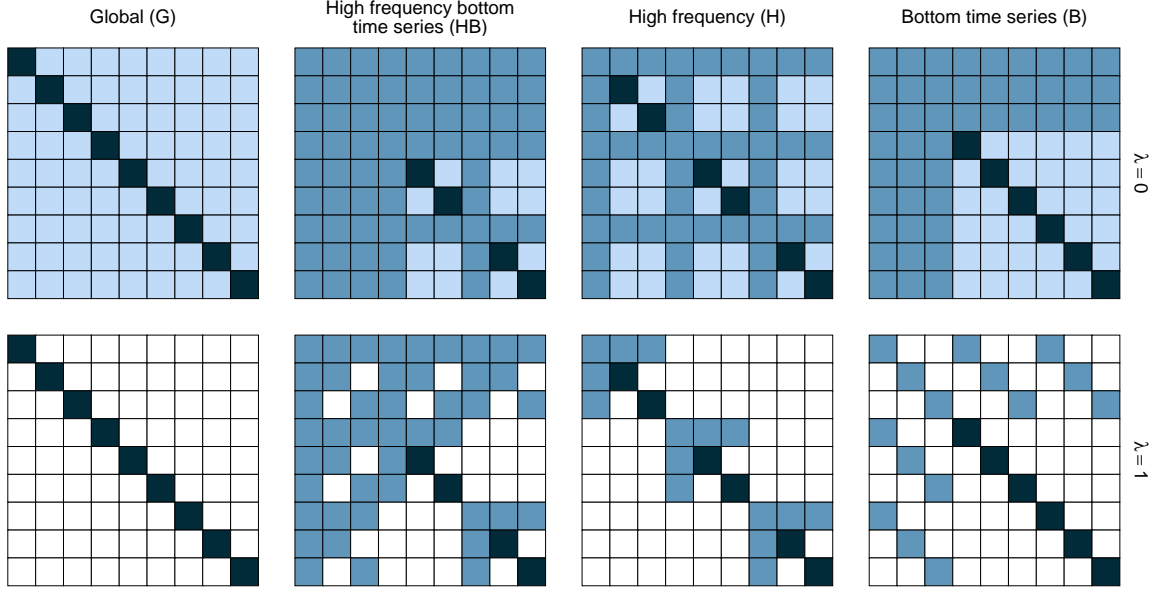 Global (G)
High frequency bottom
time series (HB)
High frequency (H)
Bottom time series (B)
λ = 0
λ = 1